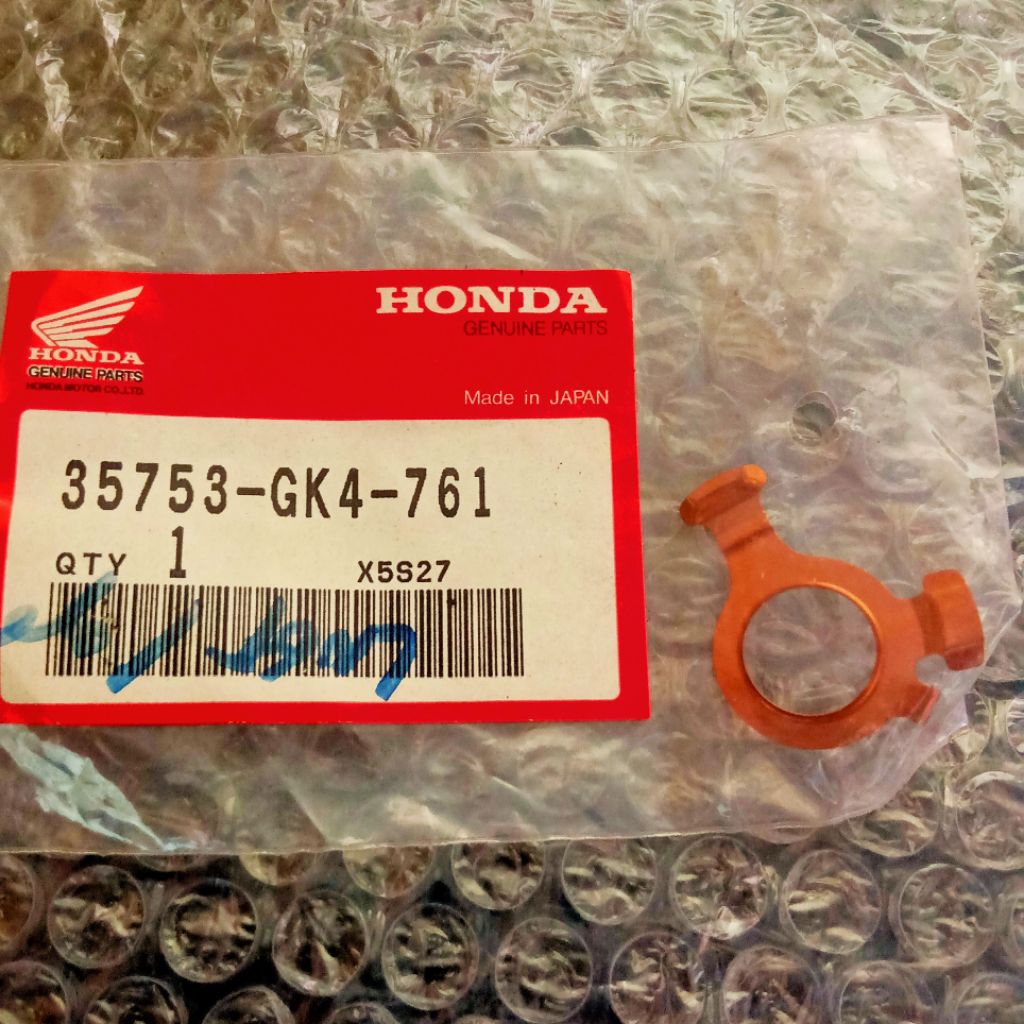 HONDA
GENUINE PARTS
HONDA MOTOR CO.,LTD.
HONDA
GENUINE PARTS
Made in JAPAN
35753-GK4-761
QTY 1 X5S27